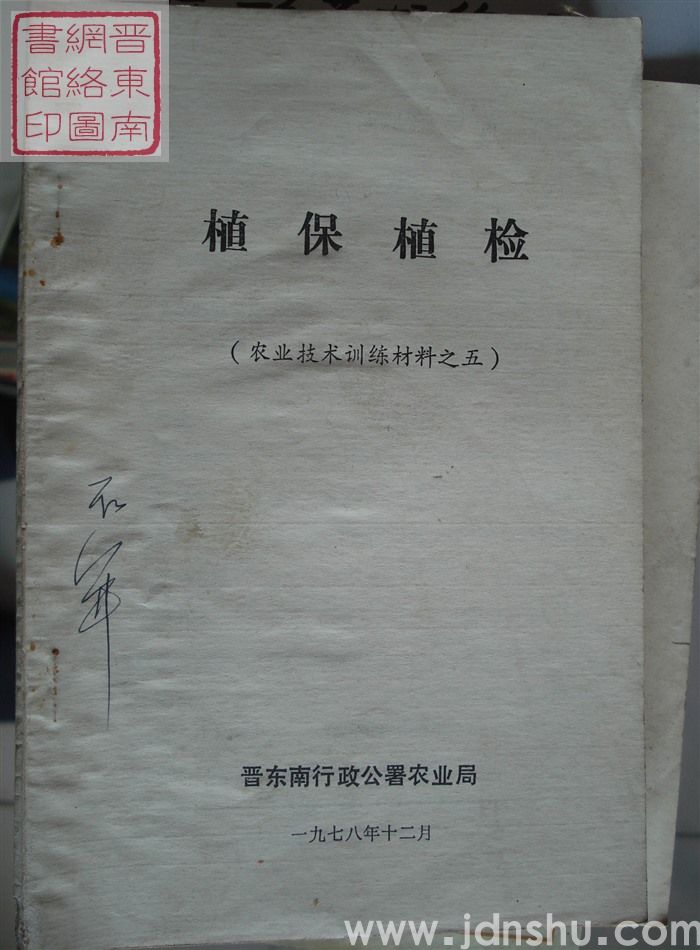 晋東南
網絡圖
書館印
植保植检
（农业技术训练材料之五）
晋东南行政公署农业局
一九七八年十二月
www.jdnshu.com